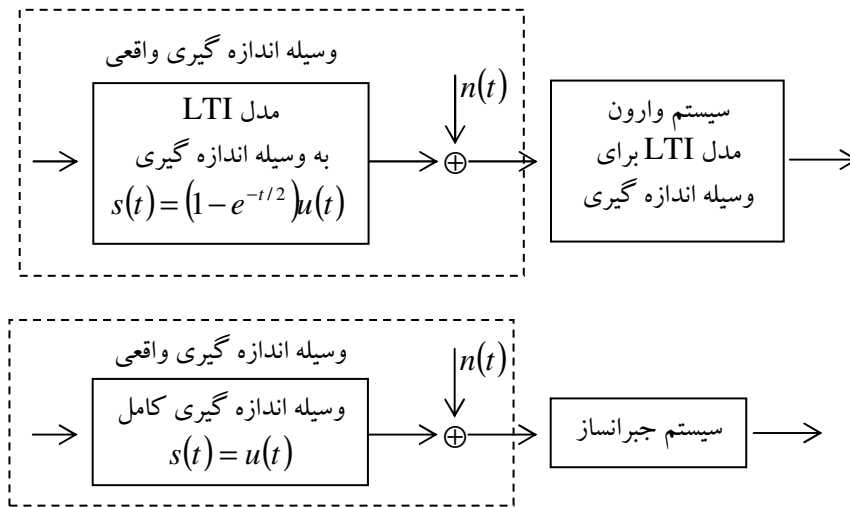 وسیله اندازه گیری واقعی
مدل LTI
به وسیله اندازه گیری
s(t) = (1 − e^{−t/2})u(t)
n(t)
⊕
سیستم وارون
مدل LTI برای
وسیله اندازه گیری
وسیله اندازه گیری واقعی
وسیله اندازه گیری کامل
s(t) = u(t)
n(t)
⊕
سیستم جبرانساز